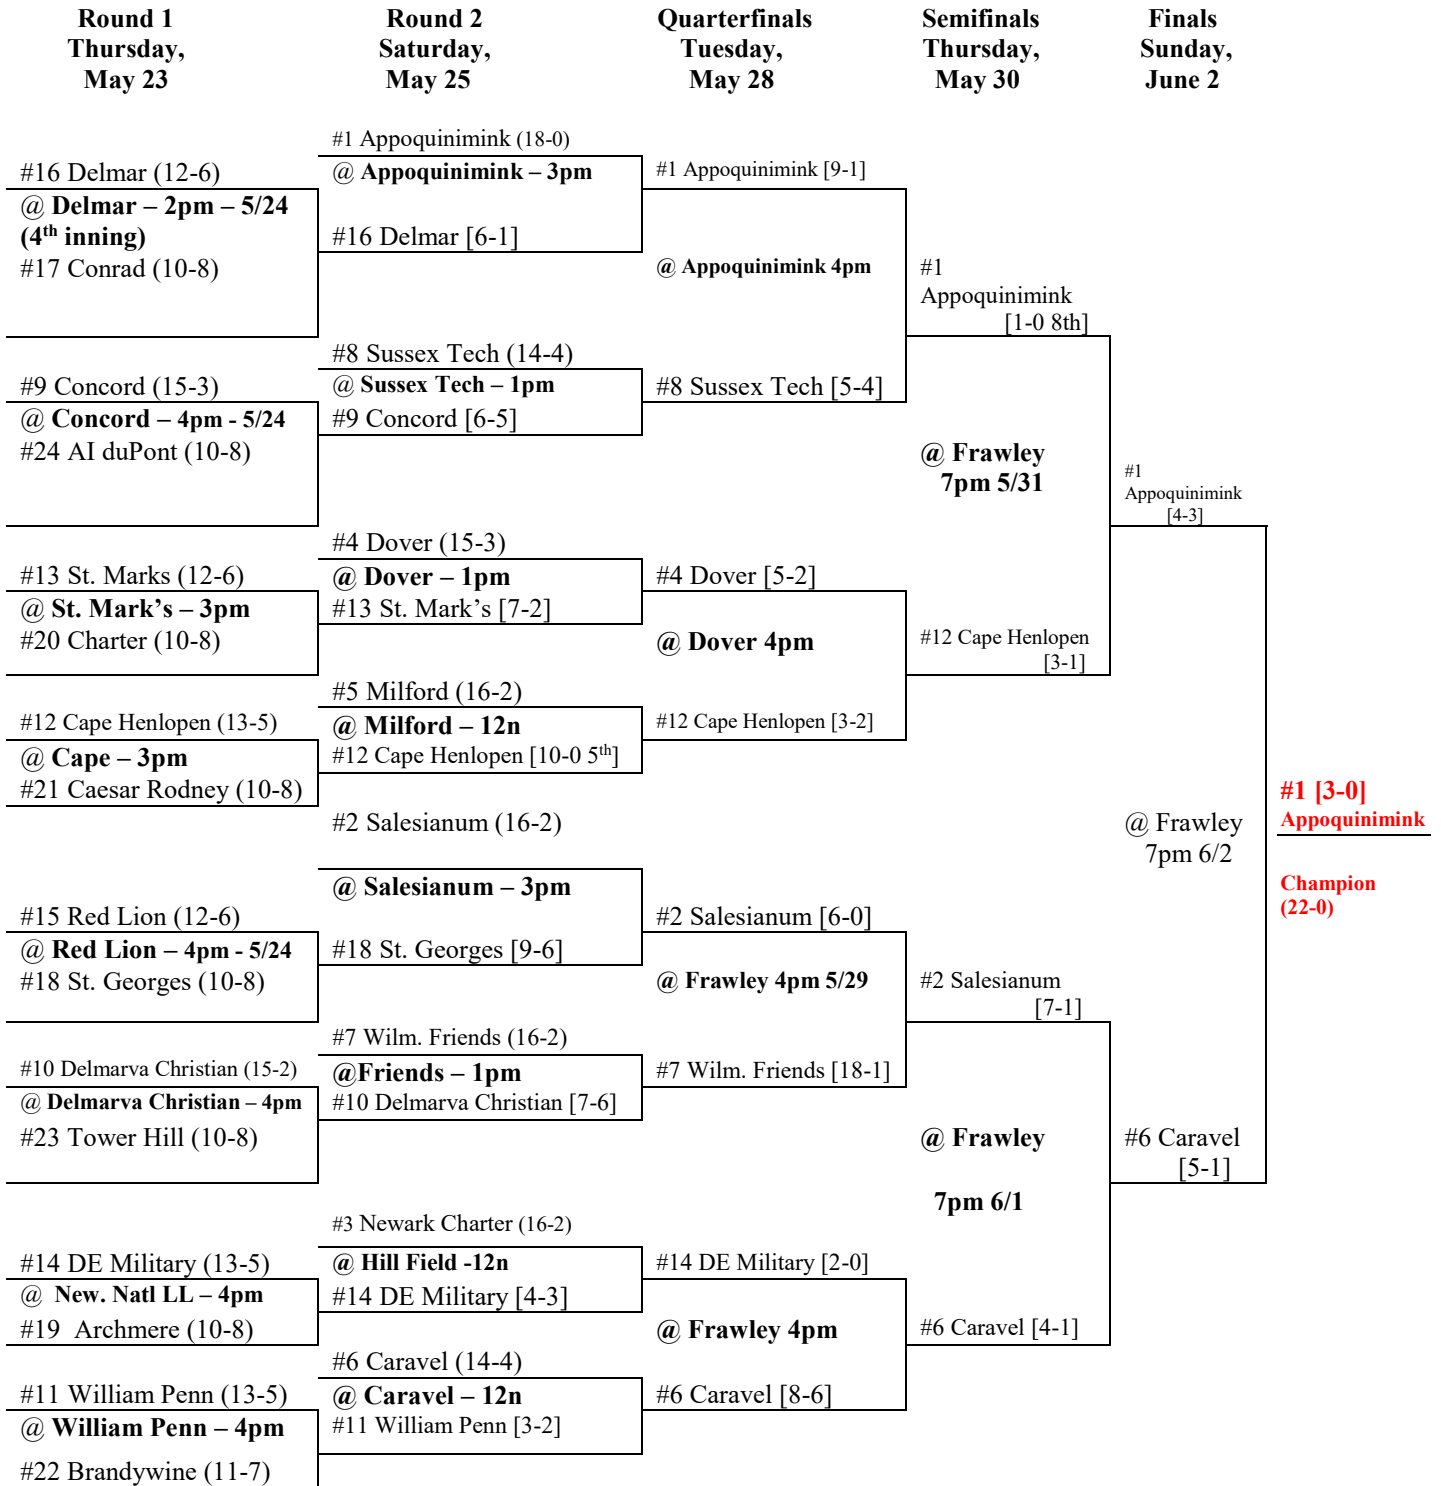 Round 1
Thursday,
May 23
Round 2
Saturday,
May 25
Quarterfinals
Tuesday,
May 28
Semifinals
Thursday,
May 30
Finals
Sunday,
June 2
#16 Delmar (12-6)
@ Delmar – 2pm – 5/24
(4th inning)
#17 Conrad (10-8)
#9 Concord (15-3)
@ Concord – 4pm - 5/24
#24 AI duPont (10-8)
#13 St. Marks (12-6)
@ St. Mark’s – 3pm
#20 Charter (10-8)
#12 Cape Henlopen (13-5)
@ Cape – 3pm
#21 Caesar Rodney (10-8)
#15 Red Lion (12-6)
@ Red Lion – 4pm - 5/24
#18 St. Georges (10-8)
#10 Delmarva Christian (15-2)
@ Delmarva Christian – 4pm
#23 Tower Hill (10-8)
#14 DE Military (13-5)
@ New. Natl LL – 4pm
#19 Archmere (10-8)
#11 William Penn (13-5)
@ William Penn – 4pm
#22 Brandywine (11-7)
#1 Appoquinimink (18-0)
@ Appoquinimink – 3pm
#16 Delmar [6-1]
#8 Sussex Tech (14-4)
@ Sussex Tech – 1pm
#9 Concord [6-5]
#4 Dover (15-3)
@ Dover – 1pm
#13 St. Mark’s [7-2]
#5 Milford (16-2)
@ Milford – 12n
#12 Cape Henlopen [10-0 5th]
#2 Salesianum (16-2)
@ Salesianum – 3pm
#18 St. Georges [9-6]
#7 Wilm. Friends (16-2)
@Friends – 1pm
#10 Delmarva Christian [7-6]
#3 Newark Charter (16-2)
@ Hill Field -12n
#14 DE Military [4-3]
#6 Caravel (14-4)
@ Caravel – 12n
#11 William Penn [3-2]
#1 Appoquinimink [9-1]
@ Appoquinimink 4pm
#8 Sussex Tech [5-4]
#4 Dover [5-2]
@ Dover 4pm
#12 Cape Henlopen [3-2]
#2 Salesianum [6-0]
@ Frawley 4pm 5/29
#7 Wilm. Friends [18-1]
#14 DE Military [2-0]
@ Frawley 4pm
#6 Caravel [8-6]
#1
Appoquinimink
[1-0 8th]
@ Frawley
7pm 5/31
#12 Cape Henlopen
[3-1]
#2 Salesianum
[7-1]
@ Frawley
7pm 6/1
#6 Caravel [4-1]
#1
Appoquinimink
[4-3]
@ Frawley
7pm 6/2
#6 Caravel
[5-1]
#1 [3-0]
Appoquinimink
Champion
(22-0)